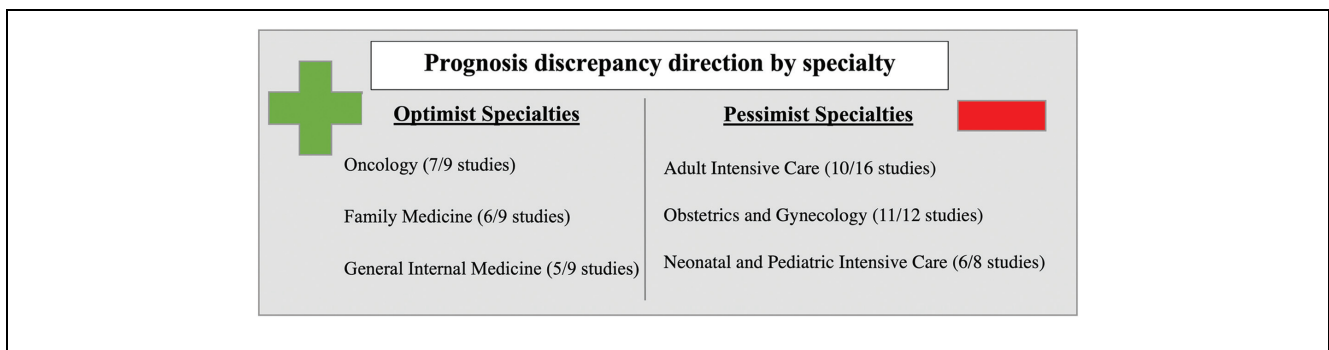 Prognosis discrepancy direction by specialty
Optimist Specialties
Oncology (7/9 studies)
Family Medicine (6/9 studies)
General Internal Medicine (5/9 studies)
Pessimist Specialties
Adult Intensive Care (10/16 studies)
Obstetrics and Gynecology (11/12 studies)
Neonatal and Pediatric Intensive Care (6/8 studies)